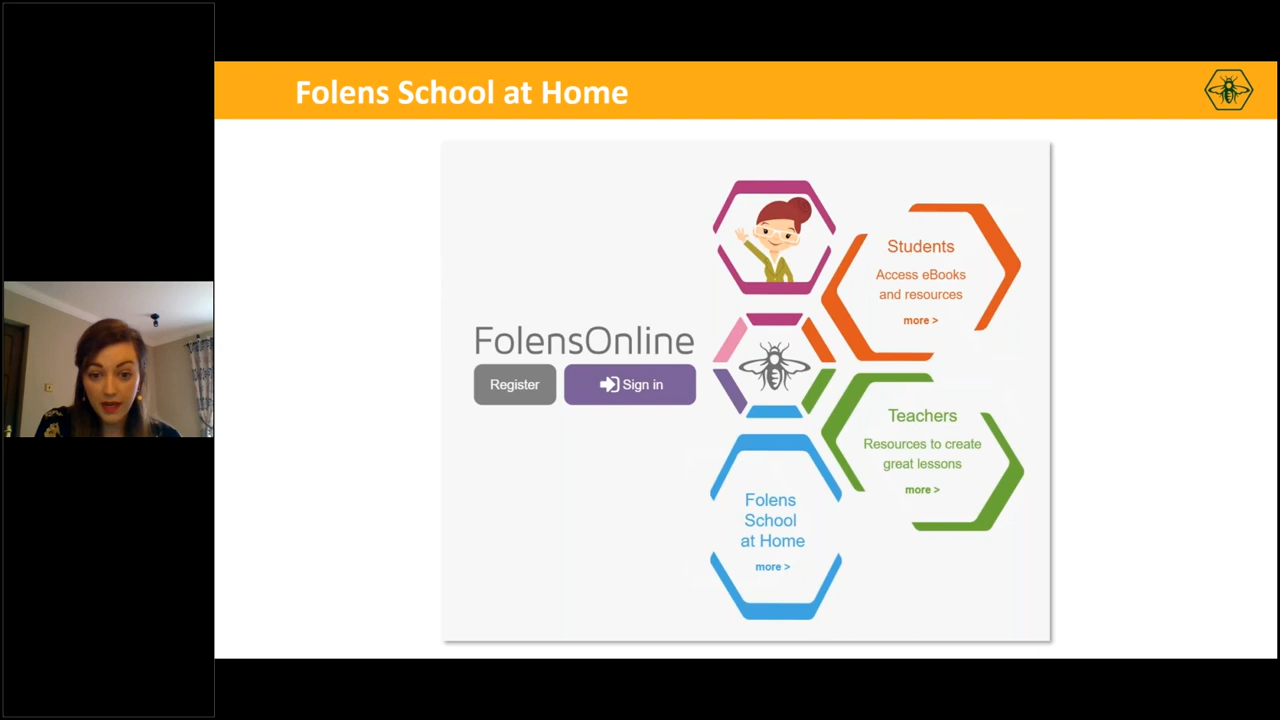 Folens School at Home
FolensOnline
Register
Sign in
Students
Access eBooks
and resources
more >
Teachers
Resources to create
great lessons
more >
Folens
School
at Home
more >